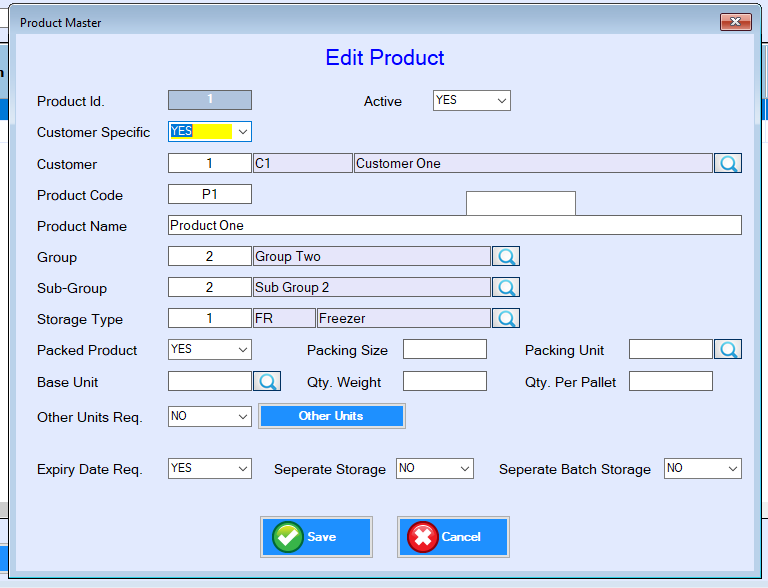 Product Master
Edit Product
Product Id. 1 Active YES
Customer Specific YES
Customer 1 C1 Customer One
Product Code P1
Product Name Product One
Group 2 Group Two
Sub-Group 2 Sub Group 2
Storage Type 1 FR Freezer
Packed Product YES Packing Size Packing Unit
Base Unit Qty. Weight Qty. Per Pallet
Other Units Req. NO Other Units
Expiry Date Req. YES Seperate Storage NO Seperate Batch Storage NO
Save Cancel